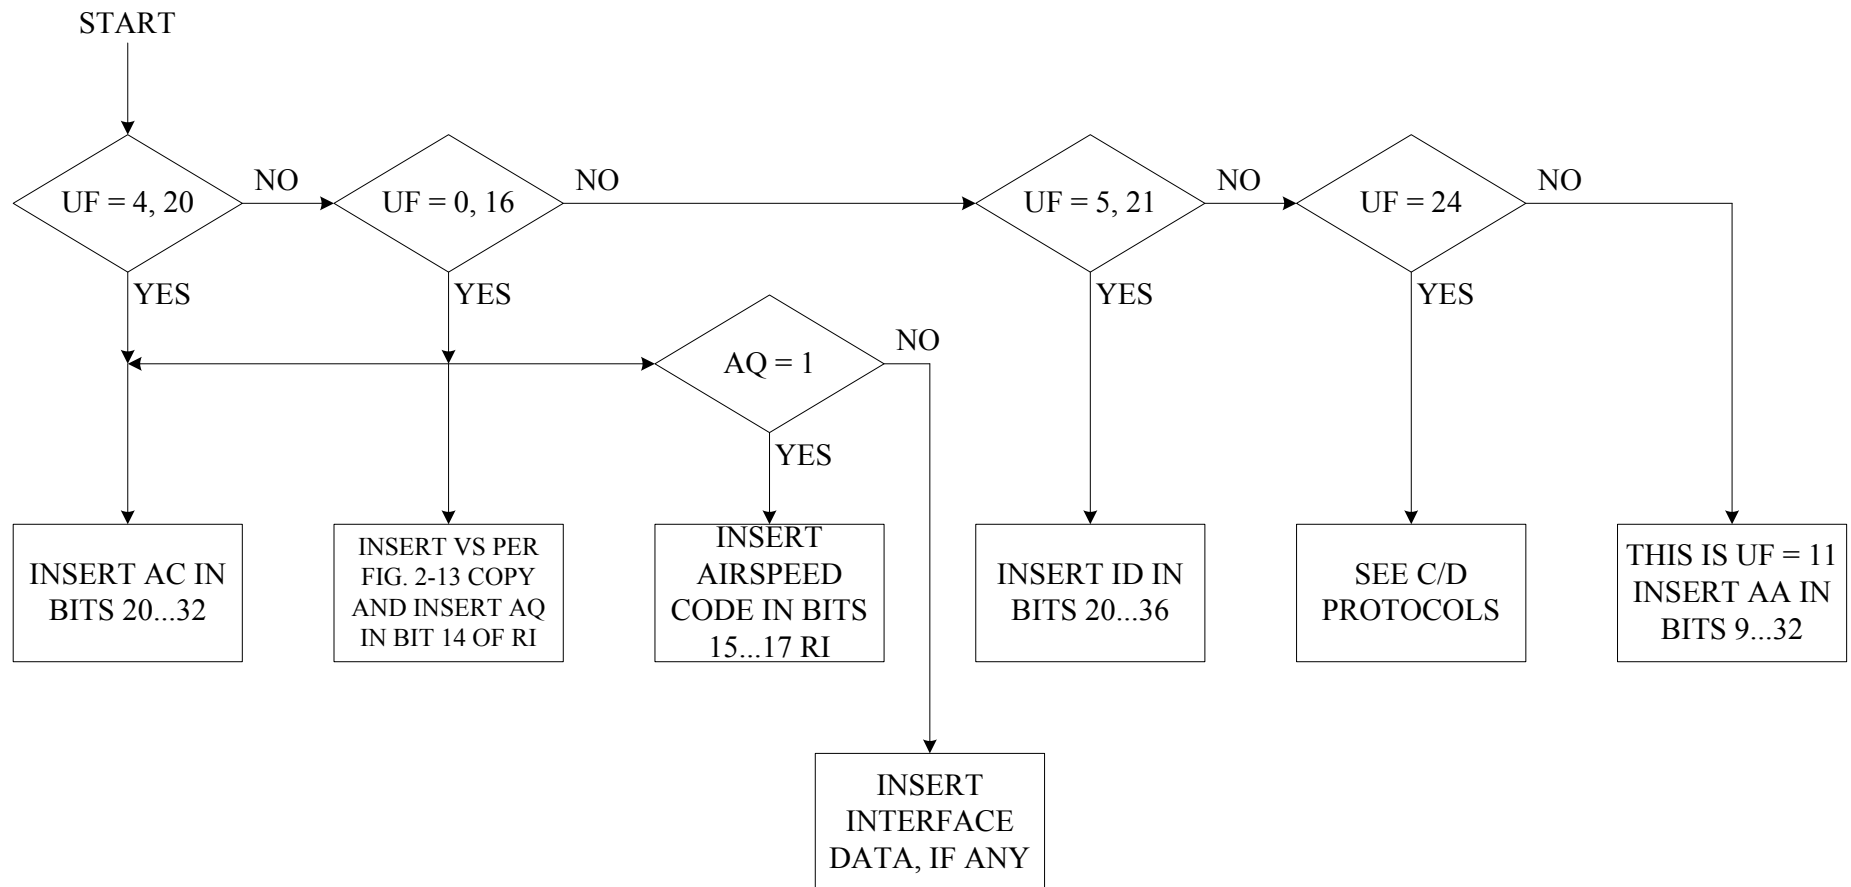 START
UF = 4, 20
NO
UF = 0, 16
NO
UF = 5, 21
NO
UF = 24
NO
YES
YES
YES
YES
AQ = 1
NO
YES
INSERT AC IN
BITS 20...32
INSERT VS PER
FIG. 2-13 COPY
AND INSERT AQ
IN BIT 14 OF RI
INSERT
AIRSPEED
CODE IN BITS
15...17 RI
INSERT ID IN
BITS 20...36
SEE C/D
PROTOCOLS
THIS IS UF = 11
INSERT AA IN
BITS 9...32
INSERT
INTERFACE
DATA, IF ANY